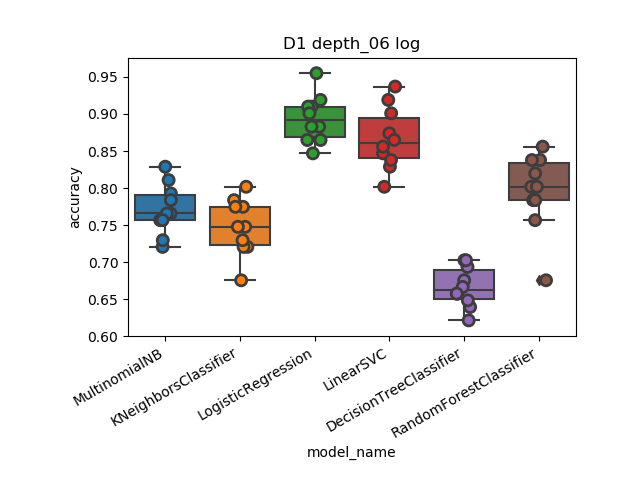 D1 depth_06 log
accuracy
0.95
0.90
0.85
0.80
0.75
0.70
0.65
0.60
MultinomialNB
KNeighborsClassifier
LogisticRegression
LinearSVC
DecisionTreeClassifier
RandomForestClassifier
model_name